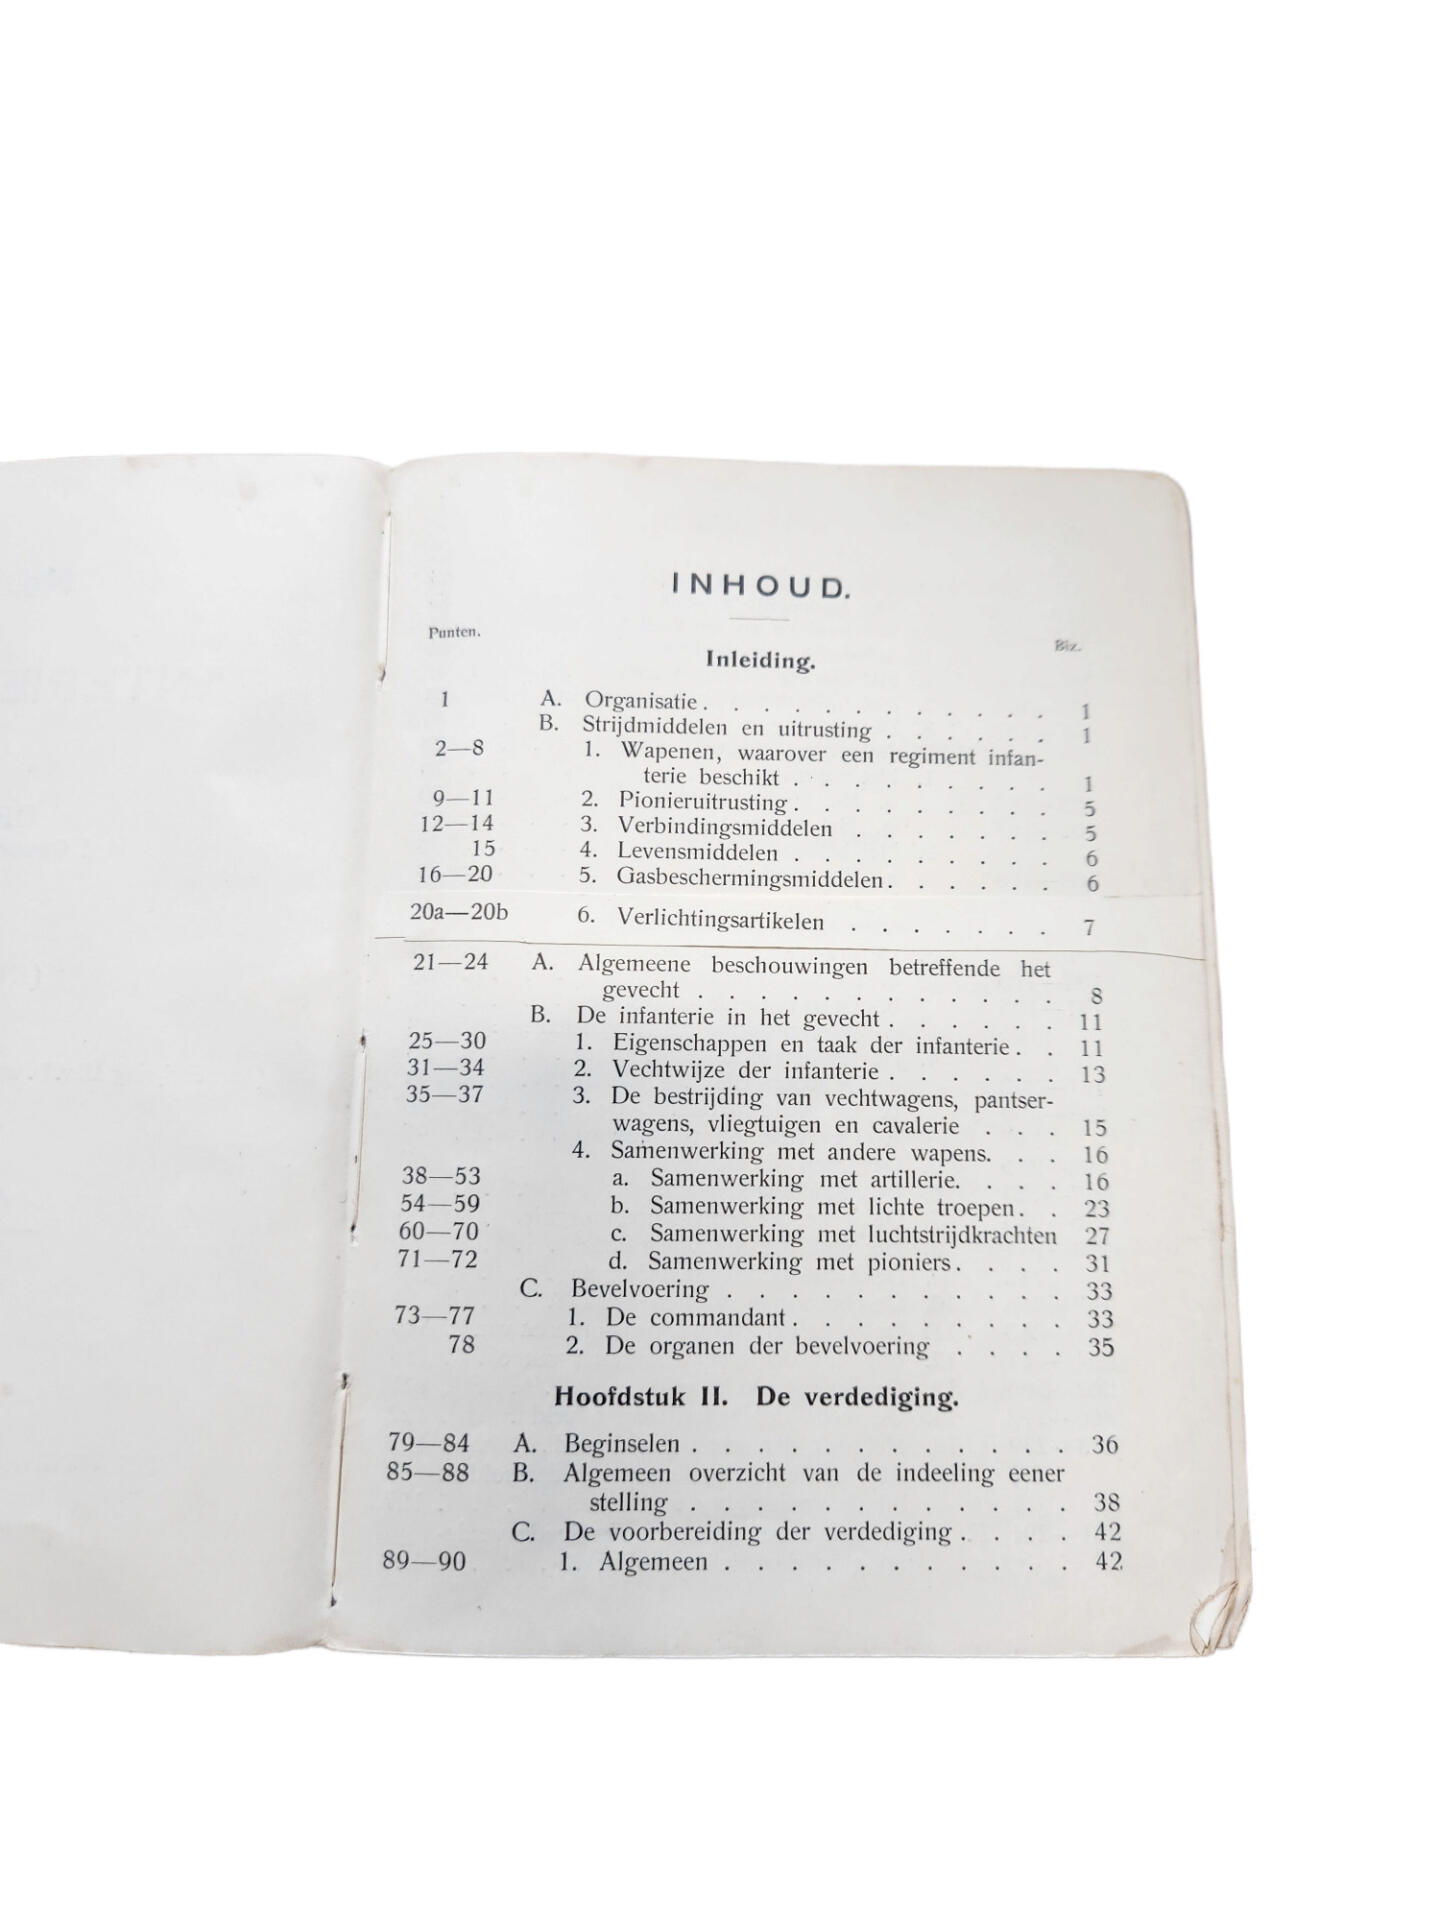 INHOUD.
Punten.
Blz.
Inleiding.
1 A. Organisatie . . . . . . . . . . . . 1
B. Strijdmiddelen en uitrusting . . . . . . 1
2—8 1. Wapenen, waarover een regiment infan-
terie beschikt . . . . . . . . . 1
9—11 2. Pionieruitrusting . . . . . . . . . 5
12—14 3. Verbindingsmiddelen . . . . . . . 5
15 4. Levensmiddelen . . . . . . . . . 6
16—20 5. Gasbeschermingsmiddelen . . . . . . 6
20a—20b 6. Verlichtingsartikelen . . . . . . . 7
21—24 A. Algemeene beschouwingen betreffende het
gevecht . . . . . . . . . . . . 8
B. De infanterie in het gevecht . . . . . . 11
25—30 1. Eigenschappen en taak der infanterie . . 11
31—34 2. Vechtwijze der infanterie . . . . . . 13
35—37 3. De bestrijding van vechtwagens, pantser-
wagens, vliegtuigen en cavalerie . . . 15
4. Samenwerking met andere wapens. . . 16
38—53 a. Samenwerking met artillerie. . . . 16
54—59 b. Samenwerking met lichte troepen . . 23
60—70 c. Samenwerking met luchtstrijdkrachten 27
71—72 d. Samenwerking met pioniers . . . . 31
C. Bevelvoering . . . . . . . . . . . 33
73—77 1. De commandant . . . . . . . . . 33
78 2. De organen der bevelvoering . . . . 35
Hoofdstuk II. De verdediging.
79—84 A. Beginselen . . . . . . . . . . . . 36
85—88 B. Algemeen overzicht van de indeeling eener
stelling . . . . . . . . . . . . 38
C. De voorbereiding der verdediging . . . . 42
89—90 1. Algemeen . . . . . . . . . . . 42